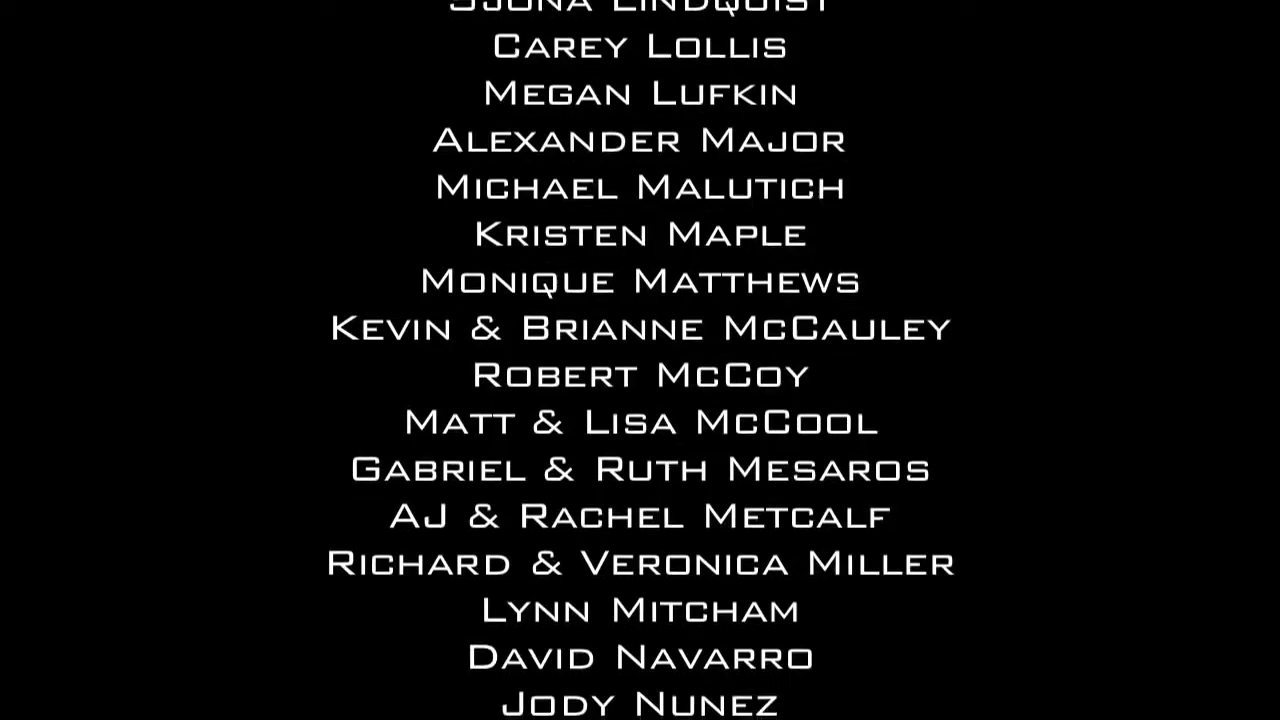 Lindquist
Carey Lollis
Megan Lufkin
Alexander Major
Michael Malutich
Kristen Maple
Monique Matthews
Kevin & Brianne McCauley
Robert McCoy
Matt & Lisa McCool
Gabriel & Ruth Mesaros
AJ & Rachel Metcalf
Richard & Veronica Miller
Lynn Mitcham
David Navarro
Jody Nunez